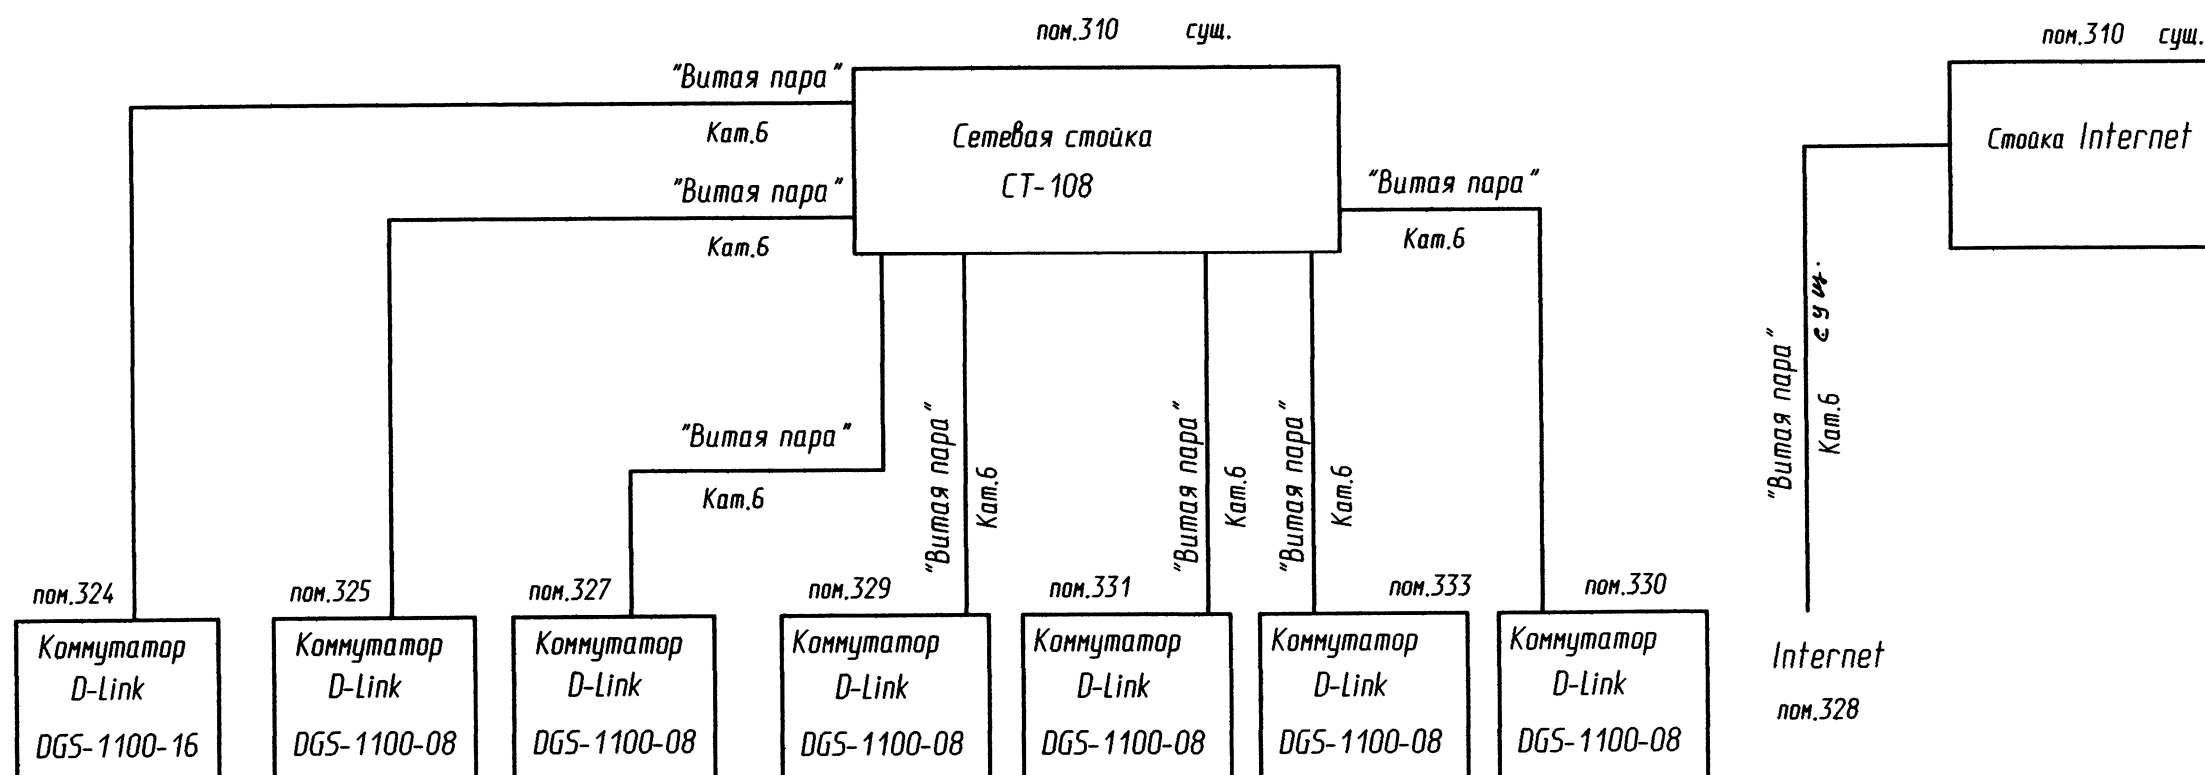 пом.310 сущ.
"Витая пара"
Кат.6
"Витая пара"
Кат.6
Сетевая стойка
СТ-108
"Витая пара"
Кат.6
"Витая пара"
Кат.6
"Витая пара"
Кат.6
"Витая пара"
Кат.6
"Витая пара"
Кат.6
пом.324
Коммутатор
D-Link
DGS-1100-16
пом.325
Коммутатор
D-Link
DGS-1100-08
пом.327
Коммутатор
D-Link
DGS-1100-08
пом.329
Коммутатор
D-Link
DGS-1100-08
пом.331
Коммутатор
D-Link
DGS-1100-08
пом.333
Коммутатор
D-Link
DGS-1100-08
пом.330
Коммутатор
D-Link
DGS-1100-08
пом.310 сущ.
Стойка Internet
"Витая пара"
Кат.6 сущ.
Internet
пом.328